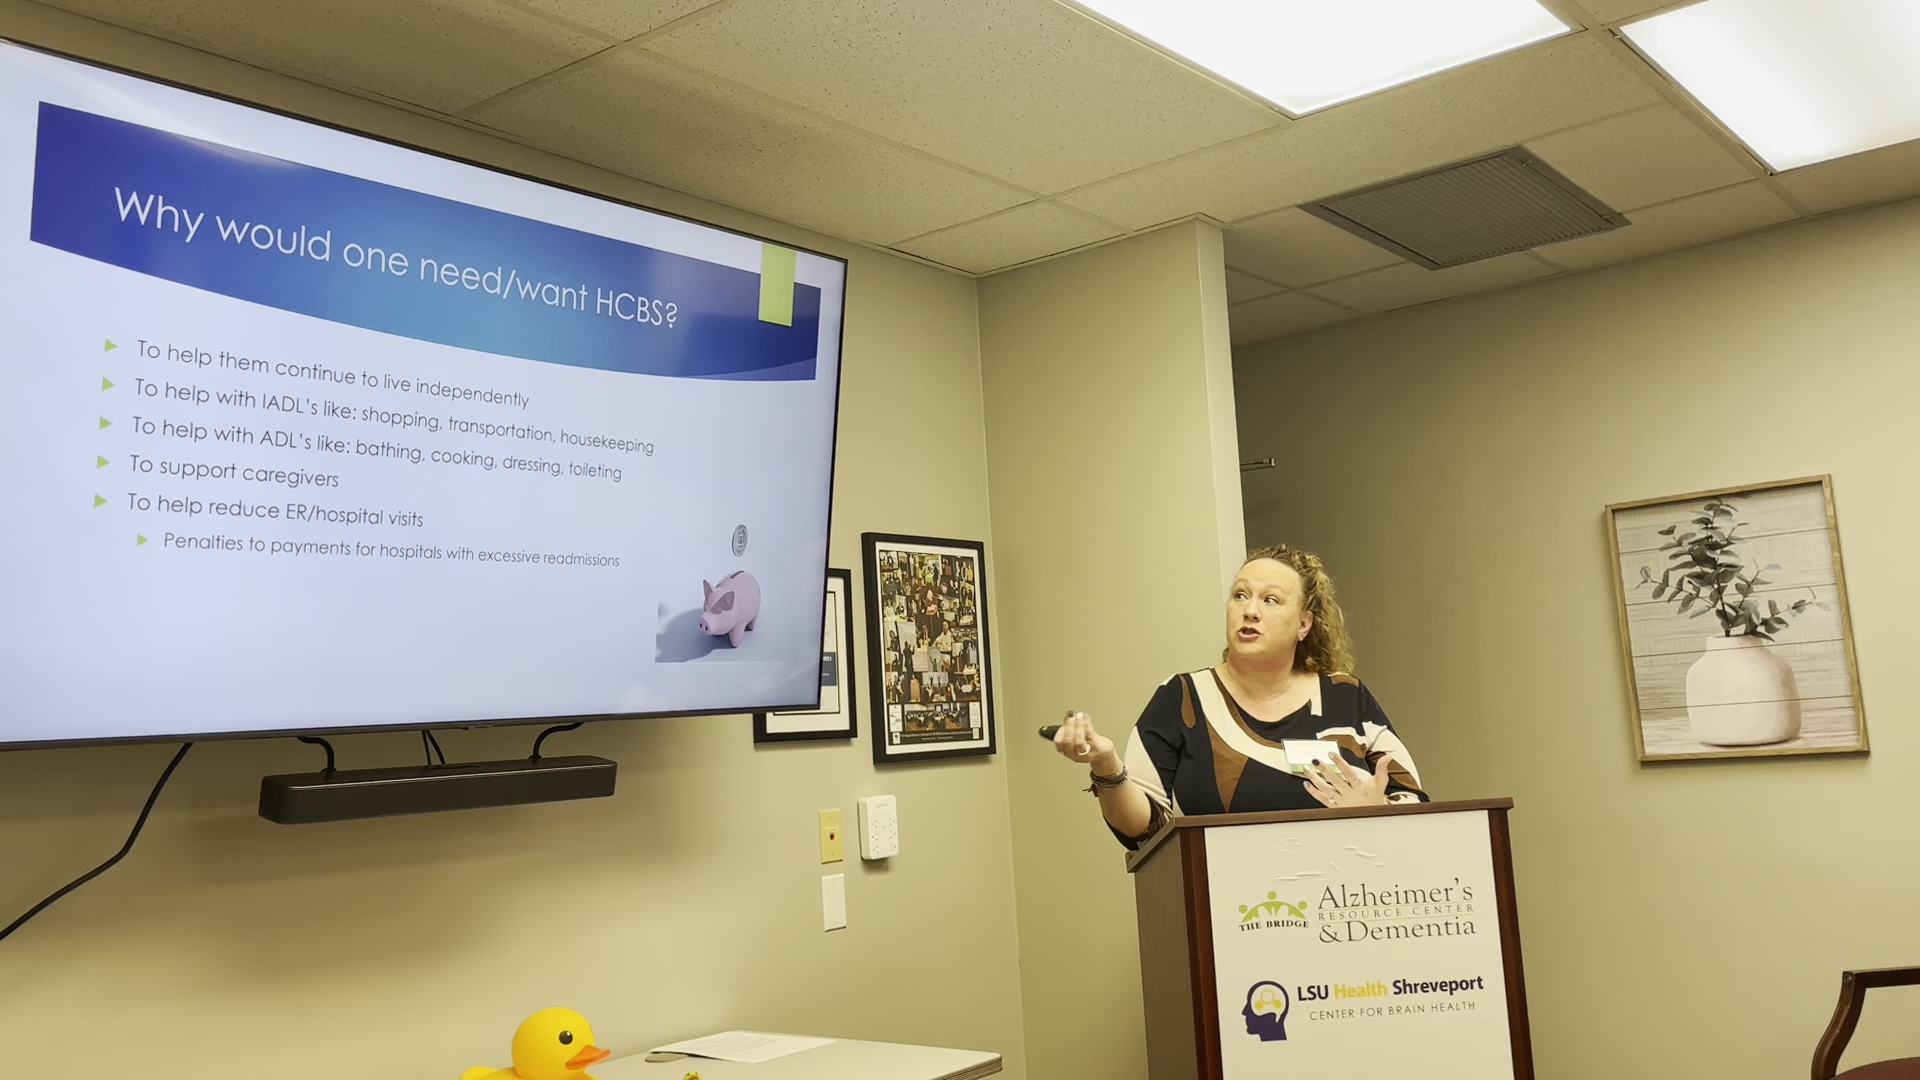 Why would one need/want HCBS?
To help them continue to live independently
To help with IADL's like: shopping, transportation, housekeeping
To help with ADL's like: bathing, cooking, dressing, toileting
To support caregivers
To help reduce ER/hospital visits
Penalties to payments for hospitals with excessive readmissions
THE BRIDGE
Alzheimer's
RESOURCE CENTER
& Dementia
LSU Health Shreveport
CENTER FOR BRAIN HEALTH